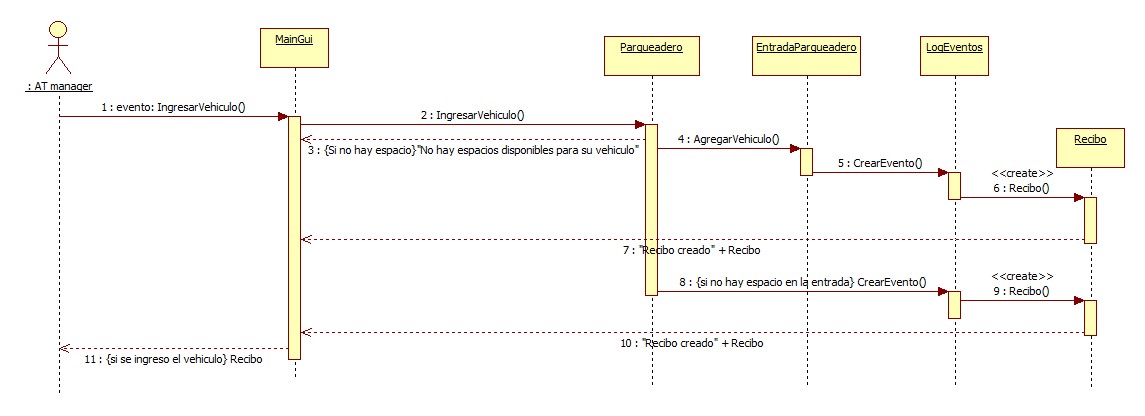 MainGui
Parqueadero
EntradaParqueadero
LogEventos
: AT manager
1 : evento: IngresarVehiculo()
2 : IngresarVehiculo()
3 : {Si no hay espacio}"No hay espacios disponibles para su vehiculo"
4 : AgregarVehiculo()
Recibo
5 : CrearEvento()
<<create>>
6 : Recibo()
7 : "Recibo creado" + Recibo
8 : {si no hay espacio en la entrada} CrearEvento()
<<create>>
9 : Recibo()
10 : "Recibo creado" + Recibo
11 : {si se ingreso el vehiculo} Recibo